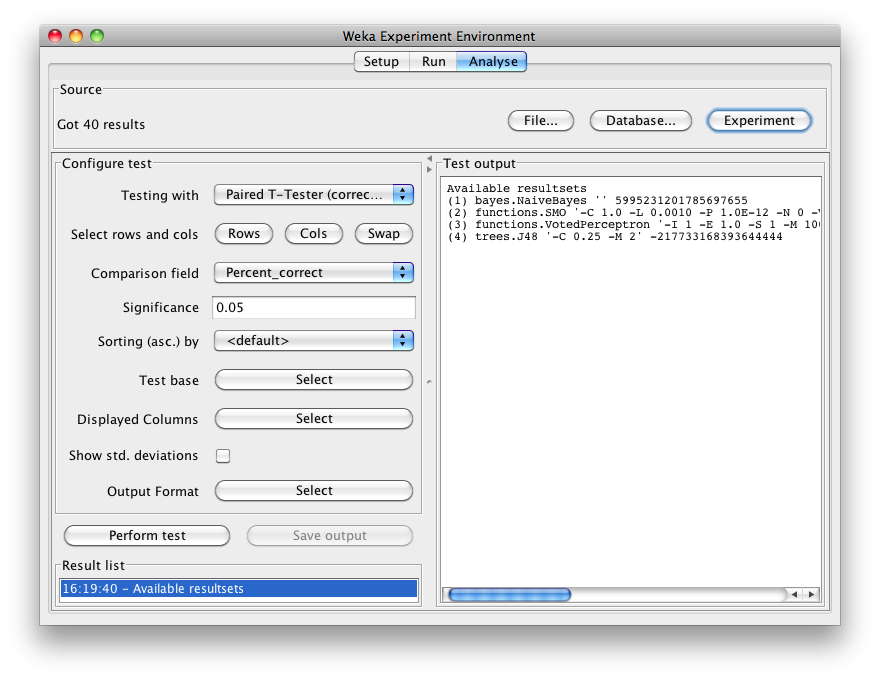 Weka Experiment Environment
Setup Run Analyse
Source
Got 40 results
File... Database... Experiment
Configure test
Testing with Paired T-Tester (correc...
Select rows and cols Rows Cols Swap
Comparison field Percent_correct
Significance 0.05
Sorting (asc.) by <default>
Test base Select
Displayed Columns Select
Show std. deviations
Output Format Select
Perform test Save output
Result list
16:19:40 – Available resultsets
Test output
Available resultsets
(1) bayes.NaiveBayes '' 5995231201785697655
(2) functions.SMO '-C 1.0 -L 0.0010 -P 1.0E-12 -N 0 -V
(3) functions.VotedPerceptron '-I 1 -E 1.0 -S 1 -M 100
(4) trees.J48 '-C 0.25 -M 2' -217733168393644444